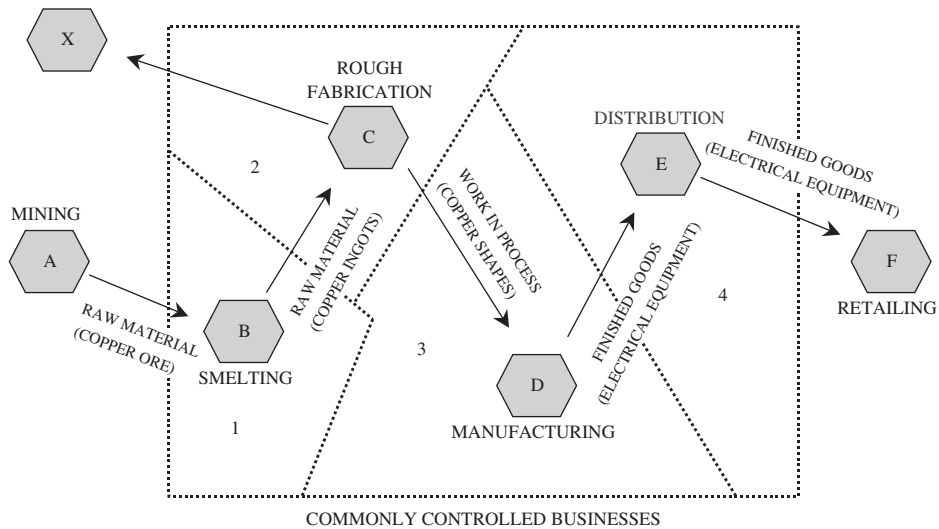 X
ROUGH
FABRICATION
C
2
DISTRIBUTION
E
FINISHED GOODS
(ELECTRICAL EQUIPMENT)
MINING
A
RAW MATERIAL
(COPPER ORE)
RAW MATERIAL
(COPPER INGOTS)
WORK IN PROCESS
(COPPER SHAPES)
B
SMELTING
1
3
D
MANUFACTURING
FINISHED GOODS
(ELECTRICAL EQUIPMENT)
4
F
RETAILING
COMMONLY CONTROLLED BUSINESSES